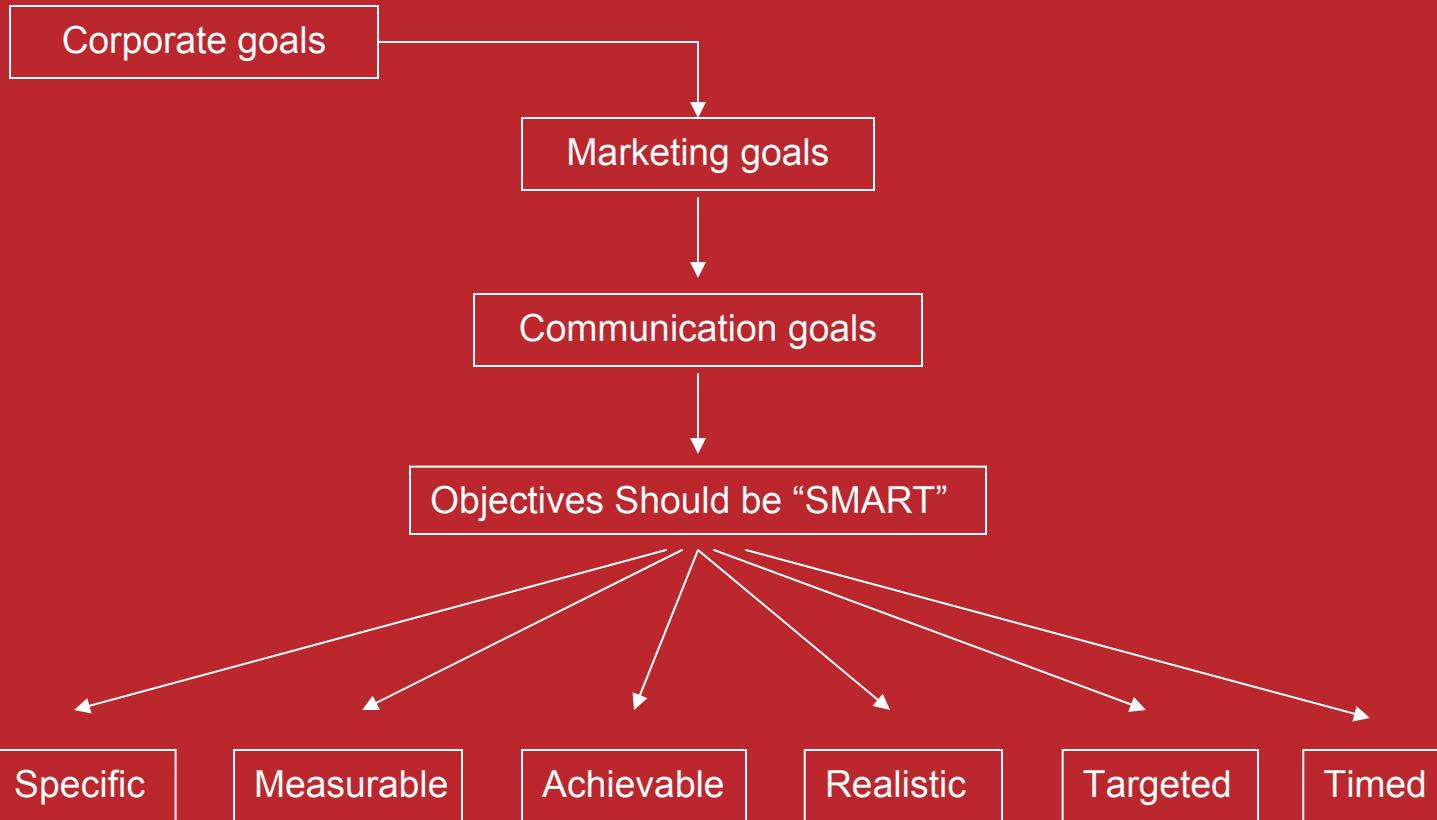 Corporate goals
Marketing goals
Communication goals
Objectives Should be “SMART”
Specific
Measurable
Achievable
Realistic
Targeted
Timed